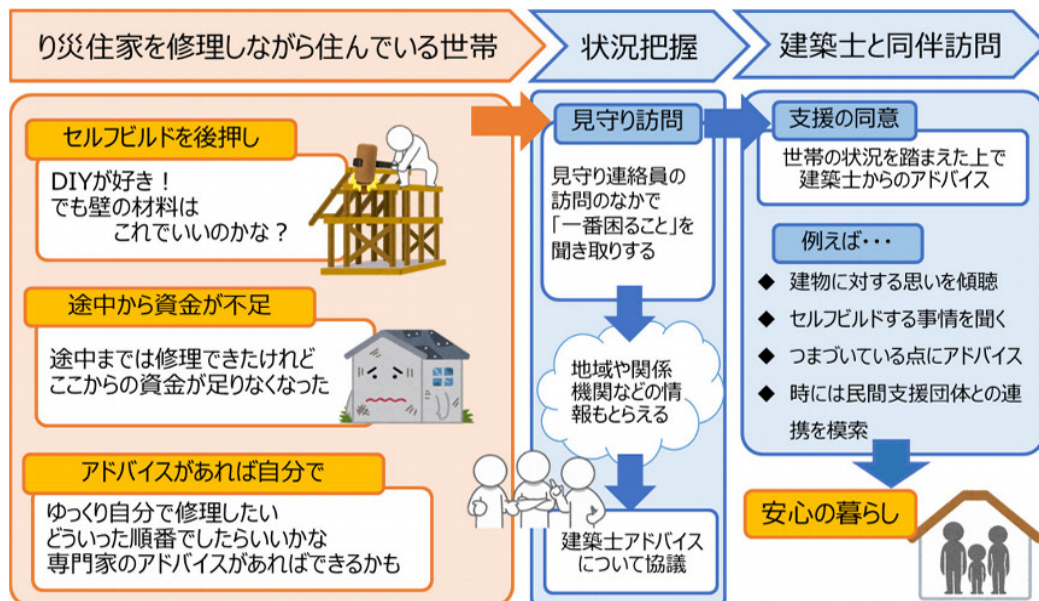 り災住家を修理しながら住んでいる世帯
セルフビルドを後押し
DIYが好き！
でも壁の材料は
これでいいのかな？
途中から資金が不足
途中までは修理できたけれど
ここからの資金が足りなくなった
アドバイスがあれば自分で
ゆっくり自分で修理したい
どういった順番でしたらいいかな
専門家のアドバイスがあればできるかも
状況把握
見守り訪問
見守り連絡員の
訪問のなかで
「一番困ること」を
聞き取りする
地域や関係
機関などの情
報もとらえる
建築士アドバイス
について協議
建築士と同伴訪問
支援の同意
世帯の状況を踏まえた上で
建築士からのアドバイス
例えば・・・
◆ 建物に対する思いを傾聴
◆ セルフビルドする事情を聞く
◆ つまづいている点にアドバイス
◆ 時には民間支援団体との連
携を模索
安心の暮らし